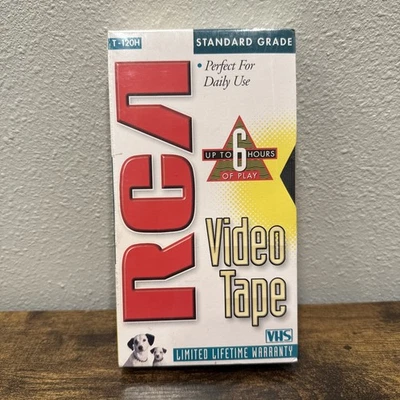 T-120H
STANDARD GRADE
• Perfect For
Daily Use
RCA
UP TO 6 HOURS
OF PLAY
Video
Tape
VHS
LIMITED LIFETIME WARRANTY